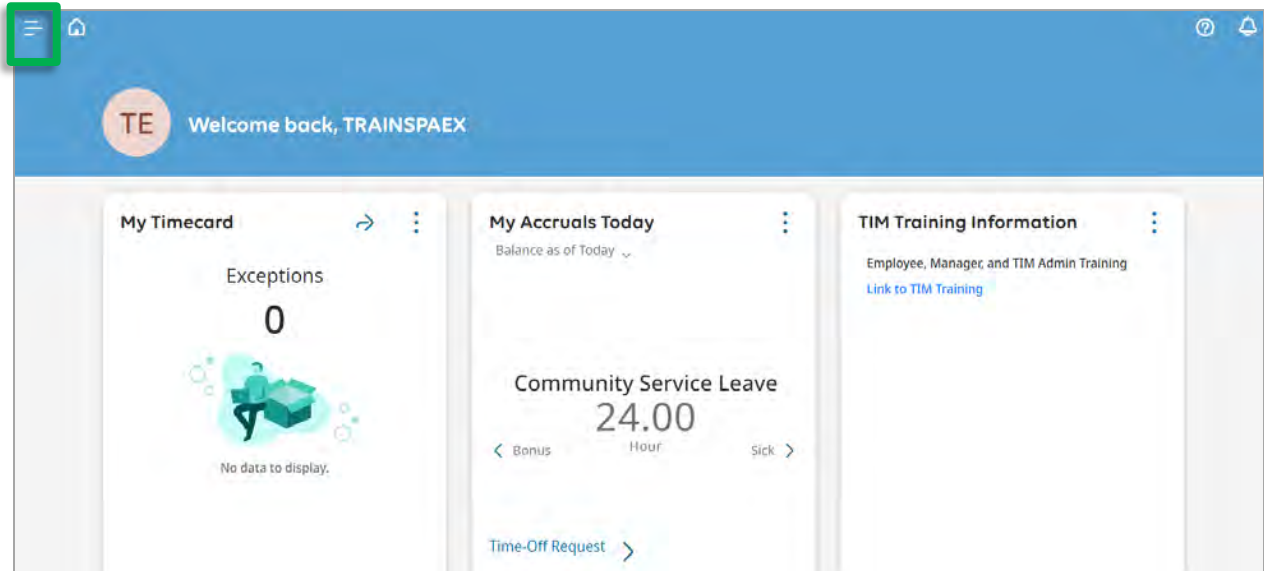 TE
Welcome back, TRAINSPAEX
My Timecard
Exceptions
0
No data to display.
My Accruals Today
Balance as of Today
Community Service Leave
24.00
Hour
Bonus
Sick
Time-Off Request
TIM Training Information
Employee, Manager, and TIM Admin Training
Link to TIM Training